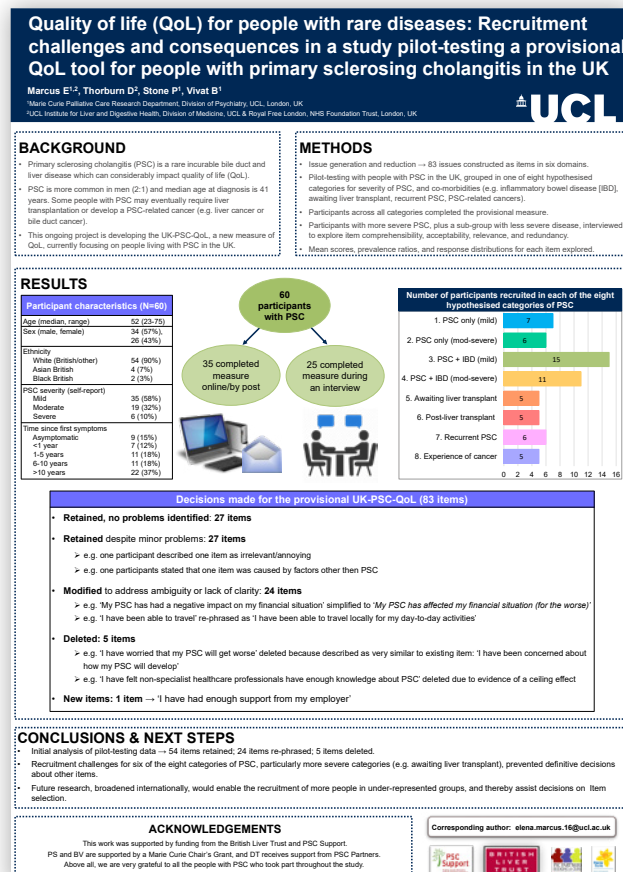 Quality of life (QoL) for people with rare diseases: Recruitment
challenges and consequences in a study pilot-testing a provisional
QoL tool for people with primary sclerosing cholangitis in the UK
Marcus E1,2, Thorburn D2, Stone P1, Vivat B1
1Marie Curie Palliative Care Research Department, Division of Psychiatry, UCL, London, UK
2UCL Institute for Liver and Digestive Health, Division of Medicine, UCL & Royal Free London, NHS Foundation Trust, London, UK
UCL
BACKGROUND
• Primary sclerosing cholangitis (PSC) is a rare incurable bile duct and
liver disease which can considerably impact quality of life (QoL).
• PSC is more common in men (2:1) and median age at diagnosis is 41
years. Some people with PSC may eventually require liver
transplantation or develop a PSC-related cancer (e.g. liver cancer or
bile duct cancer).
• This ongoing project is developing the UK-PSC-QoL, a new measure of
QoL, currently focusing on people living with PSC in the UK.
METHODS
• Issue generation and reduction → 83 issues constructed as items in six domains.
• Pilot-testing with people with PSC in the UK, grouped in one of eight hypothesised
categories for severity of PSC, and co-morbidities (e.g. inflammatory bowel disease [IBD],
awaiting liver transplant, recurrent PSC, PSC-related cancers).
• Participants across all categories completed the provisional measure.
• Participants with more severe PSC, plus a sub-group with less severe disease, interviewed
to explore item comprehensibility, acceptability, relevance, and redundancy.
• Mean scores, prevalence ratios, and response distributions for each item explored.
RESULTS
Participant characteristics (N=60)
Age (median, range) 52 (23-75)
Sex (male, female) 34 (57%),
26 (43%)
Ethnicity
White (British/other) 54 (90%)
Asian British 4 (7%)
Black British 2 (3%)
PSC severity (self-report)
Mild 35 (58%)
Moderate 19 (32%)
Severe 6 (10%)
Time since first symptoms
Asymptomatic 9 (15%)
<1 year 7 (12%)
1-5 years 11 (18%)
6-10 years 11 (18%)
>10 years 22 (37%)
60
participants
with PSC
35 completed
measure
online/by post
25 completed
measure during
an interview
Number of participants recruited in each of the eight
hypothesised categories of PSC
1. PSC only (mild) 7
2. PSC only (mod-severe) 6
3. PSC + IBD (mild) 15
4. PSC + IBD (mod-severe) 11
5. Awaiting liver transplant 5
6. Post-liver transplant 5
7. Recurrent PSC 6
8. Experience of cancer 5
0 2 4 6 8 10 12 14 16
Decisions made for the provisional UK-PSC-QoL (83 items)
• Retained, no problems identified: 27 items
• Retained despite minor problems: 27 items
➢ e.g. one participant described one item as irrelevant/annoying
➢ e.g. one participants stated that one item was caused by factors other then PSC
• Modified to address ambiguity or lack of clarity: 24 items
➢ e.g. 'My PSC has had a negative impact on my financial situation' simplified to 'My PSC has affected my financial situation (for the worse)'
➢ e.g. 'I have been able to travel' re-phrased as 'I have been able to travel locally for my day-to-day activities'
• Deleted: 5 items
➢ e.g. 'I have worried that my PSC will get worse' deleted because described as very similar to existing item: 'I have been concerned about
how my PSC will develop'
➢ e.g. 'I have felt non-specialist healthcare professionals have enough knowledge about PSC' deleted due to evidence of a ceiling effect
• New items: 1 item → 'I have had enough support from my employer'
CONCLUSIONS & NEXT STEPS
• Initial analysis of pilot-testing data → 54 items retained; 24 items re-phrased; 5 items deleted.
• Recruitment challenges for six of the eight categories of PSC, particularly more severe categories (e.g. awaiting liver transplant), prevented definitive decisions
about other items.
• Future research, broadened internationally, would enable the recruitment of more people in under-represented groups, and thereby assist decisions on Item
selection.
ACKNOWLEDGEMENTS
This work was supported by funding from the British Liver Trust and PSC Support.
PS and BV are supported by a Marie Curie Chair's Grant, and DT receives support from PSC Partners.
Above all, we are very grateful to all the people with PSC who took part throughout the study.
Corresponding author: elena.marcus.16@ucl.ac.uk
PSC
Support
BRITISH
LIVER
TRUST